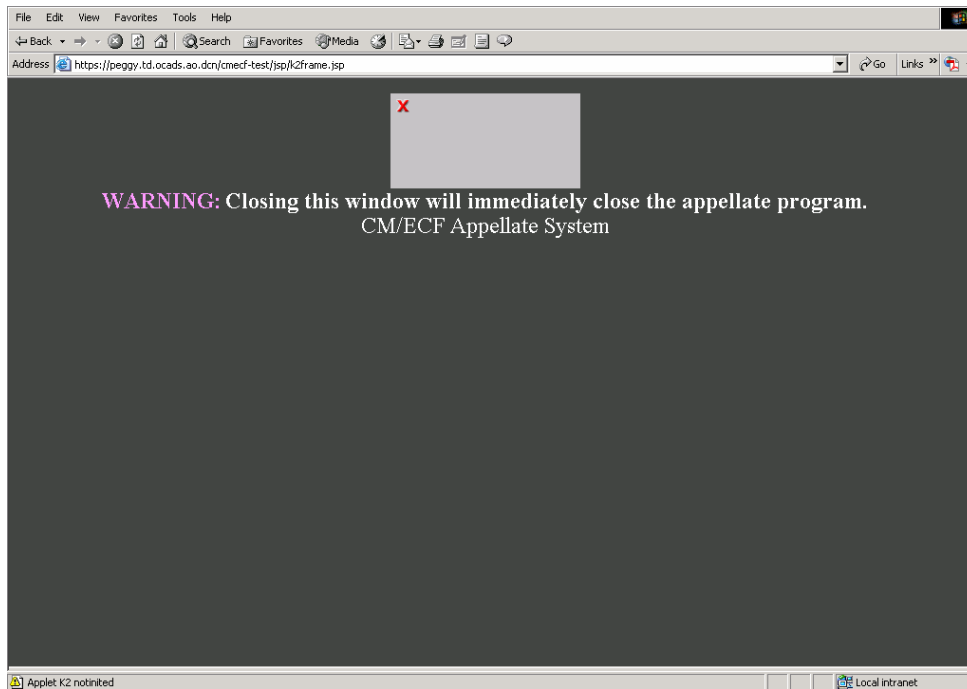 File Edit View Favorites Tools Help
Back Search Favorites Media
Address https://peggy.td.ocads.ao.dcn/cmecf-test/jsp/k2frame.jsp Go Links »
X
WARNING: Closing this window will immediately close the appellate program.
CM/ECF Appellate System
Applet K2 notinited Local intranet